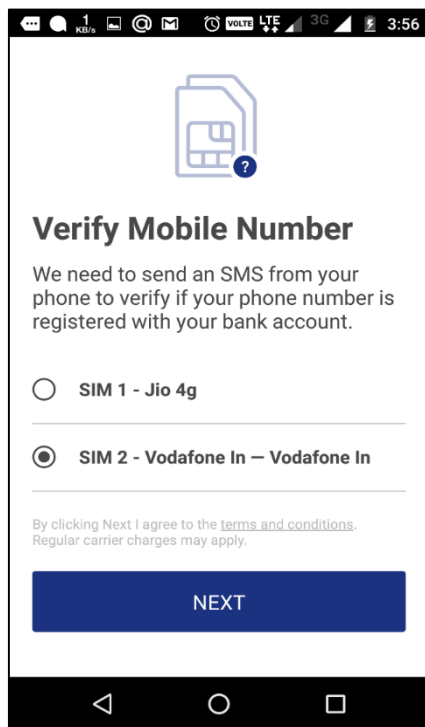 1
KB/s
VOLTE LTE 3G 3:56
?
Verify Mobile Number
We need to send an SMS from your
phone to verify if your phone number is
registered with your bank account.
SIM 1 - Jio 4g
SIM 2 - Vodafone In — Vodafone In
By clicking Next I agree to the terms and conditions.
Regular carrier charges may apply.
NEXT